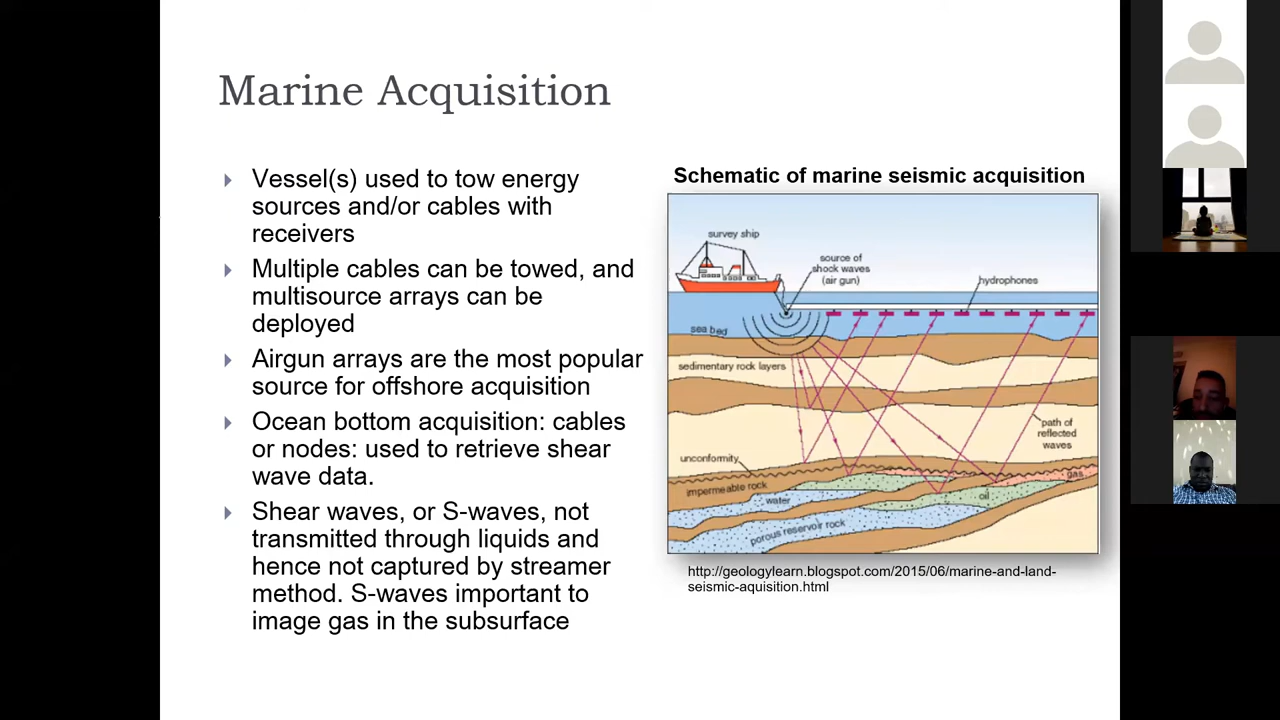 Marine Acquisition
Vessel(s) used to tow energy
sources and/or cables with
receivers
Multiple cables can be towed, and
multisource arrays can be
deployed
Airgun arrays are the most popular
source for offshore acquisition
Ocean bottom acquisition: cables
or nodes: used to retrieve shear
wave data.
Shear waves, or S-waves, not
transmitted through liquids and
hence not captured by streamer
method. S-waves important to
image gas in the subsurface
Schematic of marine seismic acquisition
survey ship
source of
shock waves
(air gun)
hydrophones
sea bed
sedimentary rock layers
path of
reflected
waves
unconformity
gas
impermeable rock
oil
water
porous reservoir rock
http://geologylearn.blogspot.com/2015/06/marine-and-land-
seismic-aquisition.html